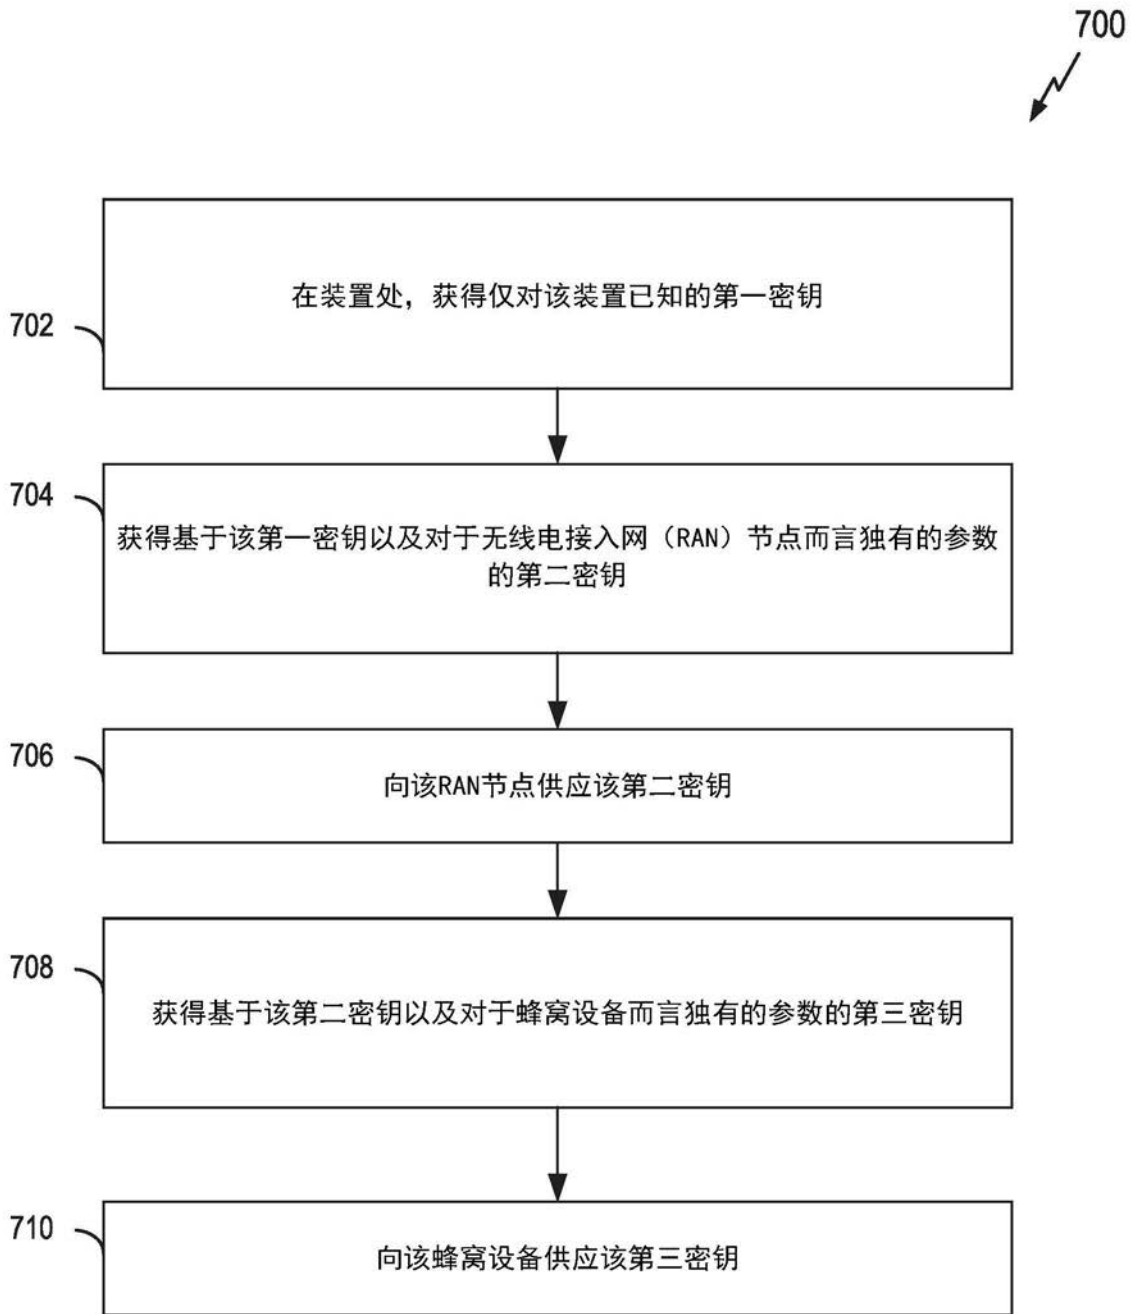 700
702
在装置处，获得仅对该装置已知的第一密钥
704
获得基于该第一密钥以及对于无线电接入网（RAN）节点而言独有的参数
的第二密钥
706
向该RAN节点供应该第二密钥
708
获得基于该第二密钥以及对于蜂窝设备而言独有的参数的第三密钥
710
向该蜂窝设备供应该第三密钥